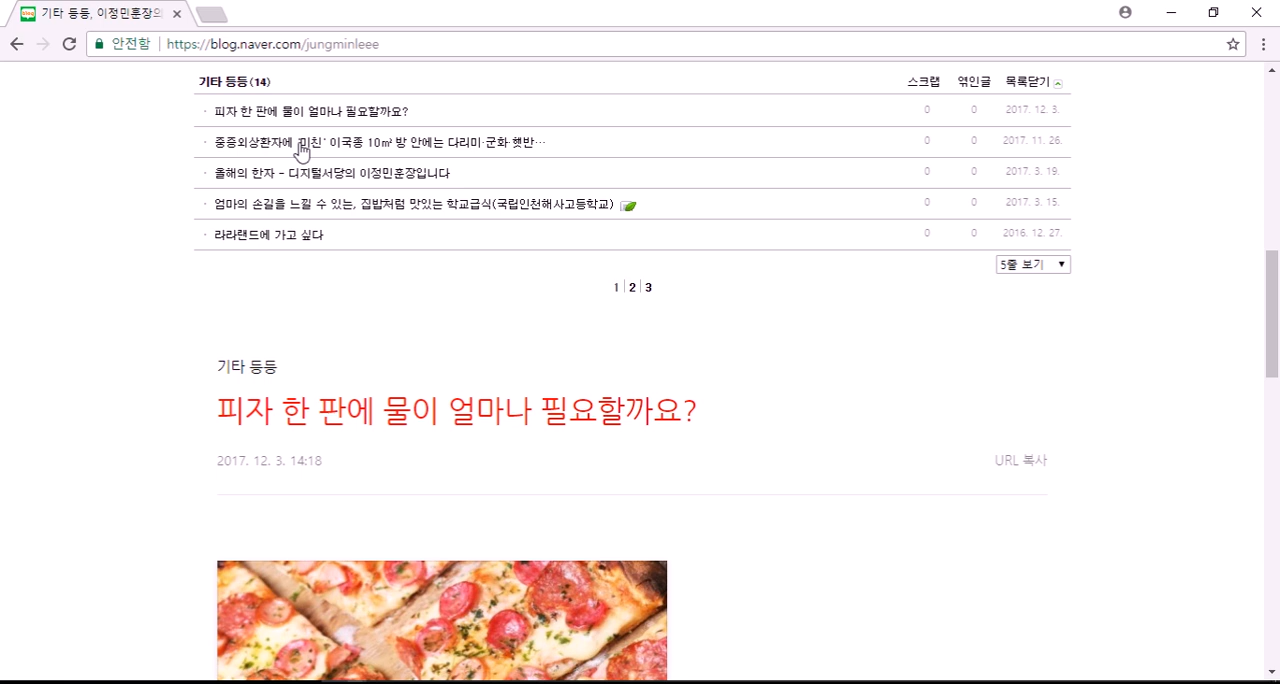 기타 등등, 이정민훈장의
안전함 https://blog.naver.com/jungminleee
기타 등등(14) 스크랩 엮인글 목록닫기
· 피자 한 판에 물이 얼마나 필요할까요? 0 0 2017. 12. 3.
· 중증외상환자에 '미친' 이국종 10㎡ 방 안에는 다리미·군화·햇반… 0 0 2017. 11. 26.
· 올해의 한자 - 디지털서당의 이정민훈장입니다 0 0 2017. 3. 19.
· 엄마의 손길을 느낄 수 있는, 집밥처럼 맛있는 학교급식(국립인천해사고등학교) 0 0 2017. 3. 15.
· 라라랜드에 가고 싶다 0 0 2016. 12. 27.
5줄 보기
1 2 3
기타 등등
피자 한 판에 물이 얼마나 필요할까요?
2017. 12. 3. 14:18 URL 복사